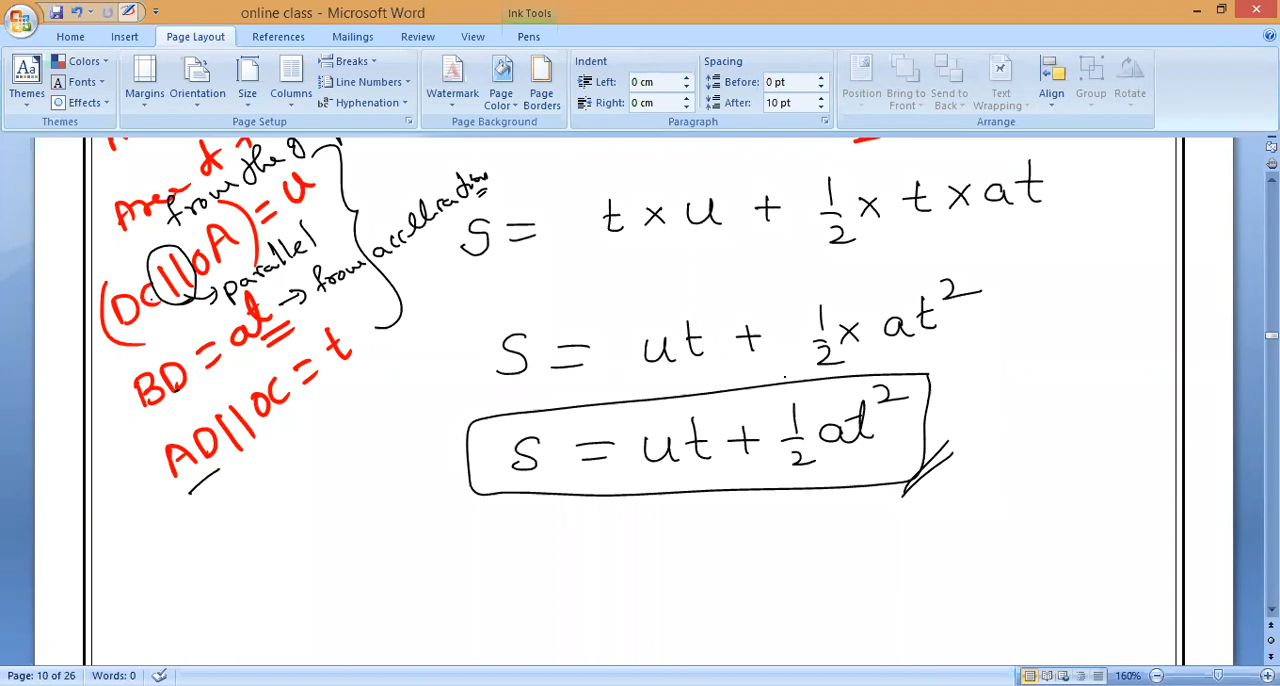 online class - Microsoft Word
Ink Tools
Home Insert Page Layout References Mailings Review View Pens
Themes
Colors
Fonts
Effects
Themes
Margins Orientation Size Columns
Breaks
Line Numbers
Hyphenation
Page Setup
Watermark Page Color Page Borders
Page Background
Indent
Left: 0 cm
Right: 0 cm
Spacing
Before: 0 pt
After: 10 pt
Paragraph
Position Bring to Front Send to Back Text Wrapping Align Group Rotate
Arrange
Area
from the g
(DC||OA) = u
→ parallel
BD = at → from accelration
AD||OC = t
S = t × u + 1/2 × t × at
S = ut + 1/2 × at²
S = ut + 1/2 at²
Page: 10 of 26 Words: 0 160%